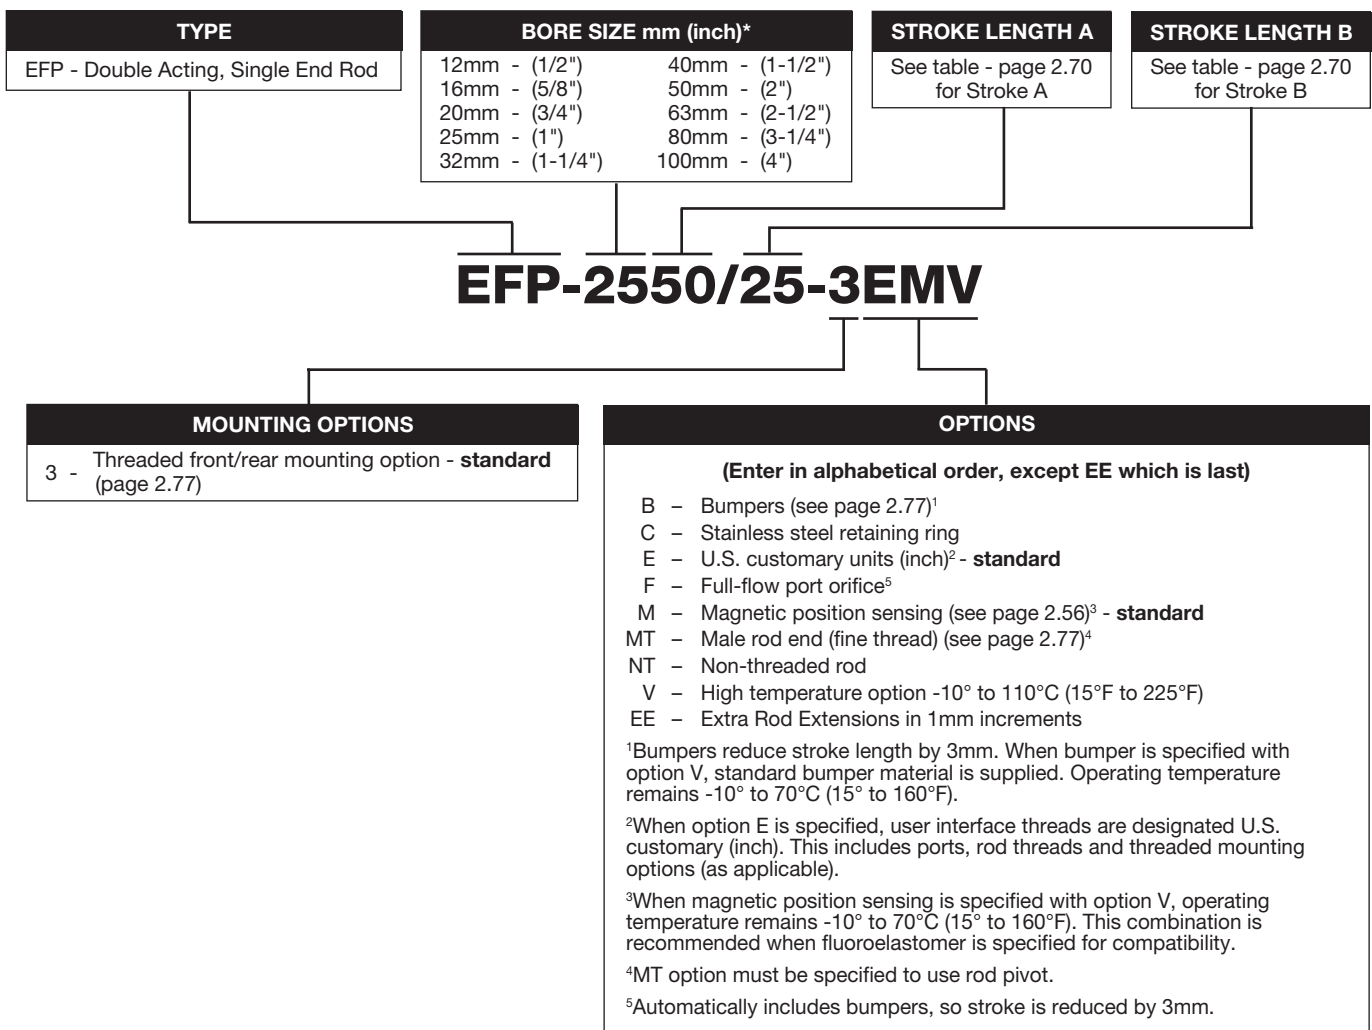 TYPE
EFP - Double Acting, Single End Rod
BORE SIZE mm (inch)*
12mm - (1/2") 40mm - (1-1/2")
16mm - (5/8") 50mm - (2")
20mm - (3/4") 63mm - (2-1/2")
25mm - (1") 80mm - (3-1/4")
32mm - (1-1/4") 100mm - (4")
STROKE LENGTH A
See table - page 2.70
for Stroke A
STROKE LENGTH B
See table - page 2.70
for Stroke B
EFP-2550/25-3EMV
MOUNTING OPTIONS
3 - Threaded front/rear mounting option - standard
(page 2.77)
OPTIONS
(Enter in alphabetical order, except EE which is last)
B – Bumpers (see page 2.77)¹
C – Stainless steel retaining ring
E – U.S. customary units (inch)² - standard
F – Full-flow port orifice⁵
M – Magnetic position sensing (see page 2.56)³ - standard
MT – Male rod end (fine thread) (see page 2.77)⁴
NT – Non-threaded rod
V – High temperature option -10° to 110°C (15°F to 225°F)
EE – Extra Rod Extensions in 1mm increments
¹Bumpers reduce stroke length by 3mm. When bumper is specified with
option V, standard bumper material is supplied. Operating temperature
remains -10° to 70°C (15° to 160°F).
²When option E is specified, user interface threads are designated U.S.
customary (inch). This includes ports, rod threads and threaded mounting
options (as applicable).
³When magnetic position sensing is specified with option V, operating
temperature remains -10° to 70°C (15° to 160°F). This combination is
recommended when fluoroelastomer is specified for compatibility.
⁴MT option must be specified to use rod pivot.
⁵Automatically includes bumpers, so stroke is reduced by 3mm.